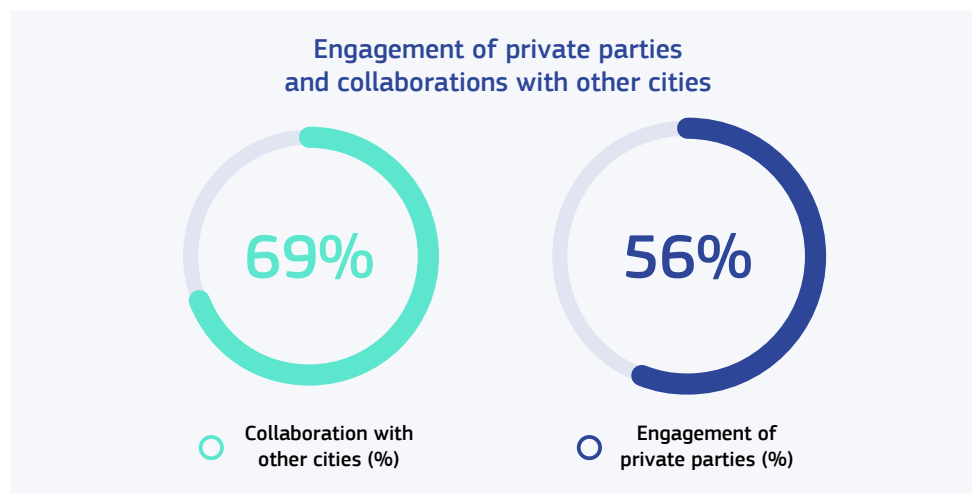 Engagement of private parties
and collaborations with other cities
69%
56%
Collaboration with
other cities (%)
Engagement of
private parties (%)